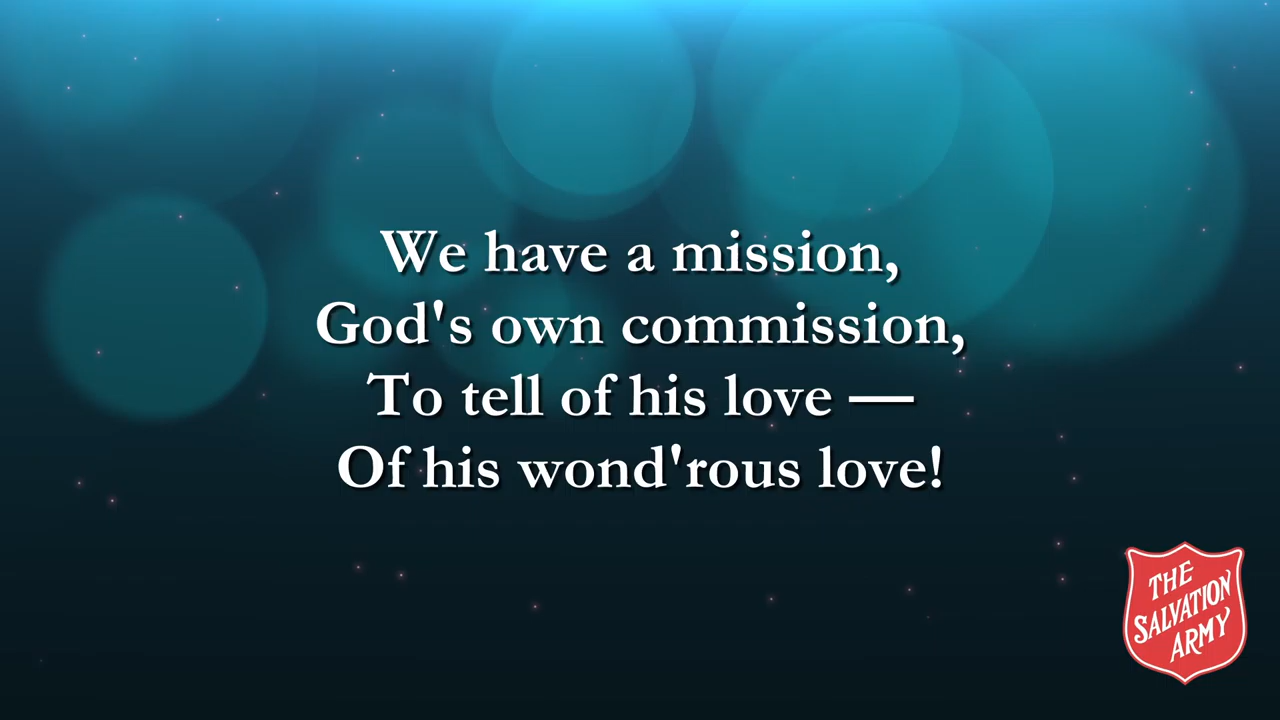 We have a mission,
God's own commission,
To tell of his love —
Of his wond'rous love!
THE
SALVATION
ARMY